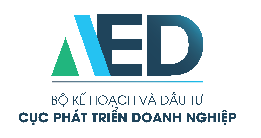 AED
BỘ KẾ HOẠCH VÀ ĐẦU TƯ
CỤC PHÁT TRIỂN DOANH NGHIỆP